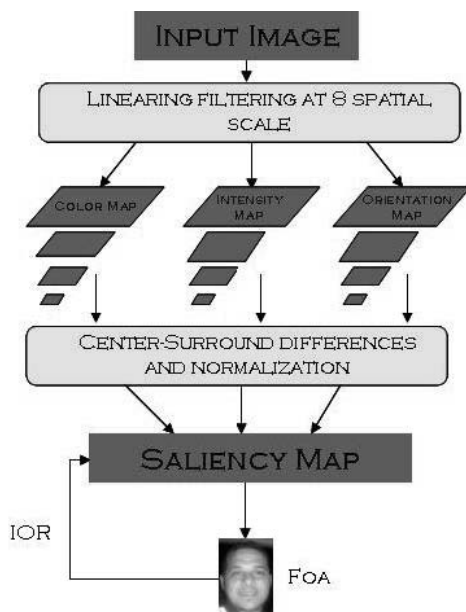 INPUT IMAGE
LINEARING FILTERING AT 8 SPATIAL
SCALE
COLOR MAP
INTENSITY
MAP
ORIENTATION
MAP
CENTER-SURROUND DIFFERENCES
AND NORMALIZATION
SALIENCY MAP
IOR
FOA